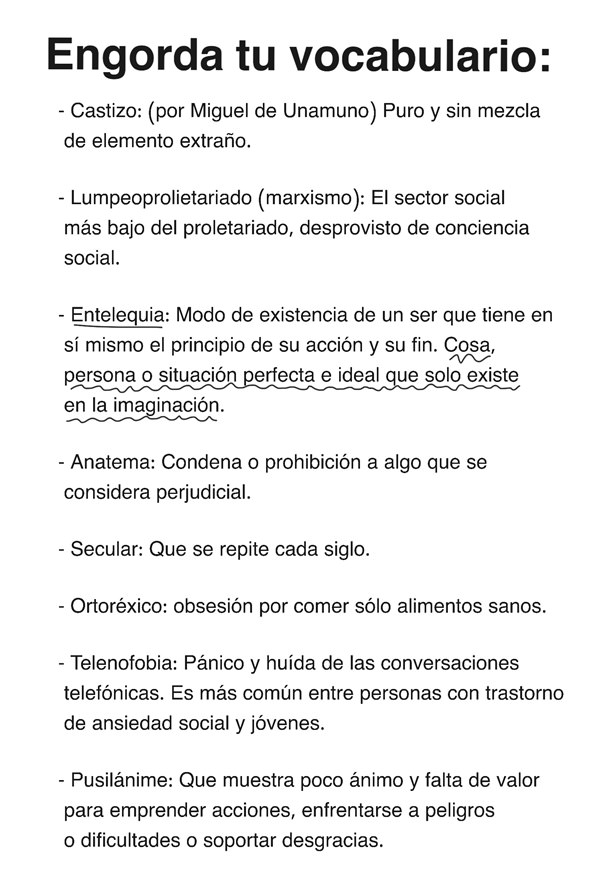 Engorda tu vocabulario:
- Castizo: (por Miguel de Unamuno) Puro y sin mezcla
de elemento extraño.
- Lumpeoprolietariado (marxismo): El sector social
más bajo del proletariado, desprovisto de conciencia
social.
- Entelequia: Modo de existencia de un ser que tiene en
sí mismo el principio de su acción y su fin. Cosa,
persona o situación perfecta e ideal que solo existe
en la imaginación.
- Anatema: Condena o prohibición a algo que se
considera perjudicial.
- Secular: Que se repite cada siglo.
- Ortoréxico: obsesión por comer sólo alimentos sanos.
- Telenofobia: Pánico y huída de las conversaciones
telefónicas. Es más común entre personas con trastorno
de ansiedad social y jóvenes.
- Pusilánime: Que muestra poco ánimo y falta de valor
para emprender acciones, enfrentarse a peligros
o dificultades o soportar desgracias.